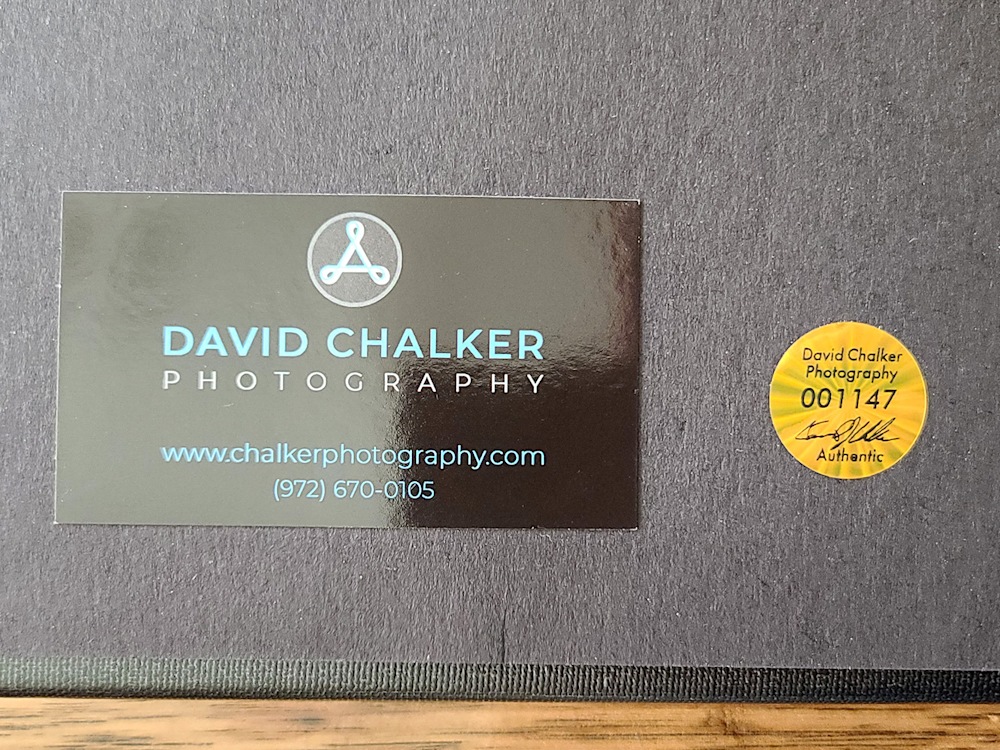 DAVID CHALKER
PHOTOGRAPHY
www.chalkerphotography.com
(972) 670-0105
David Chalker
Photography
001147
Authentic